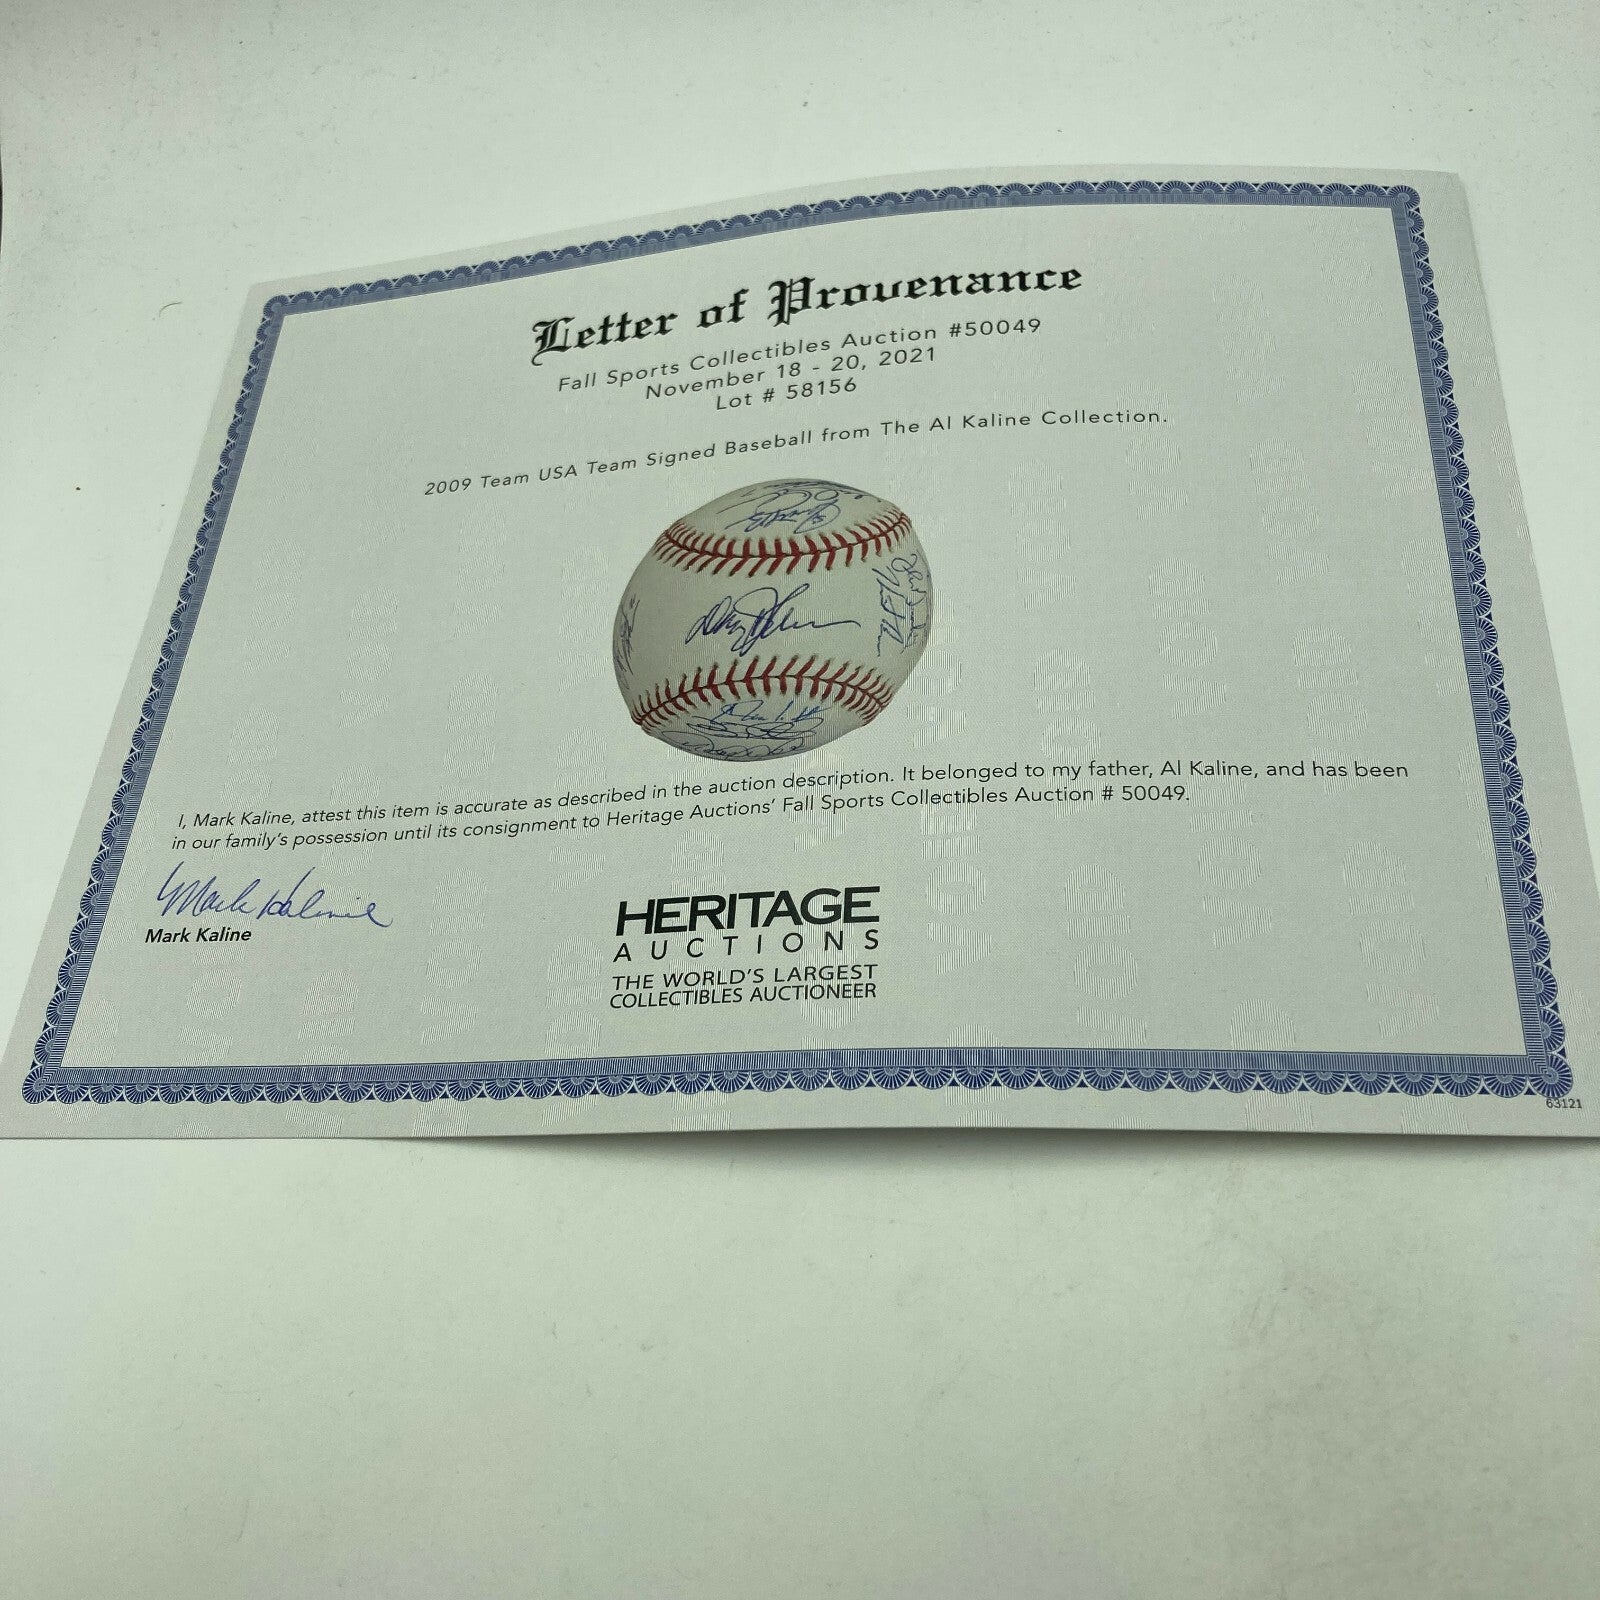 Letter of Provenance
Fall Sports Collectibles Auction #50049
November 18 - 20, 2021
Lot # 58156
2009 Team USA Team Signed Baseball from The Al Kaline Collection.
I, Mark Kaline, attest this item is accurate as described in the auction description. It belonged to my father, Al Kaline, and has been
in our family's possession until its consignment to Heritage Auctions' Fall Sports Collectibles Auction # 50049.
Mark Kaline
Mark Kaline
HERITAGE
AUCTIONS
THE WORLD'S LARGEST
COLLECTIBLES AUCTIONEER
63121